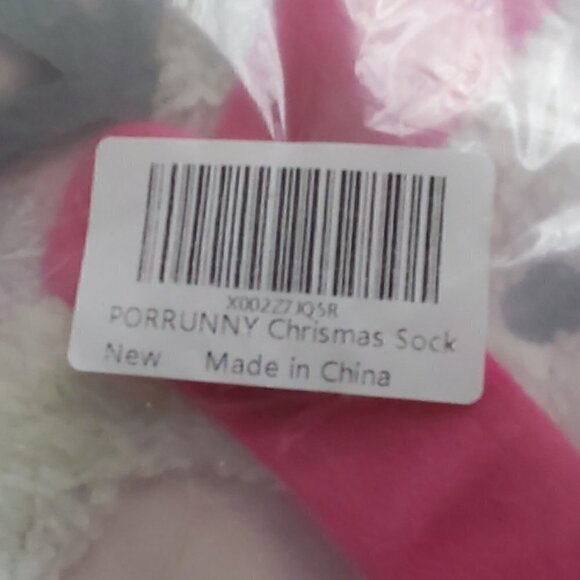 X002Z7JQ5R
PORRUNNY Chrismas Sock
New Made in China